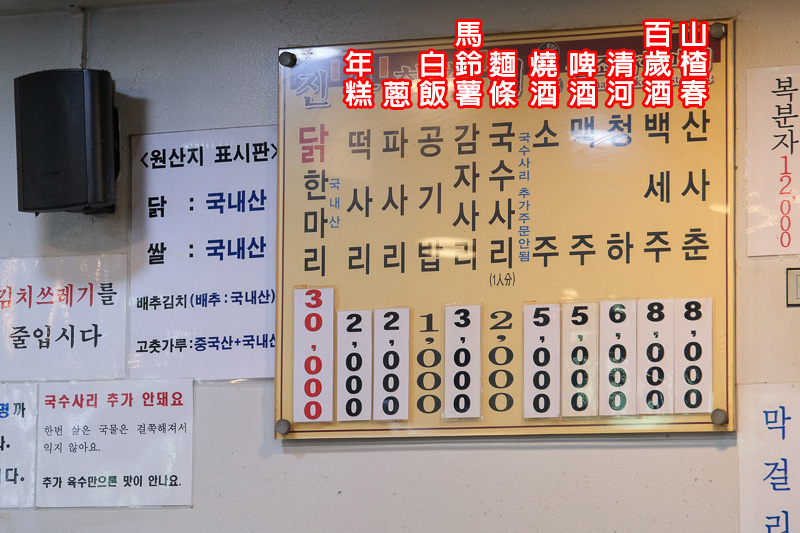 年糕
蔥
白飯
馬鈴薯
麵條
燒酒
啤酒
清河
百歲酒
山楂春
진
닭한마리
국내산
떡사리
파사리
공기밥
감자사리
국수사리
(1人分)
국수사리 추가주문안됨
소주
맥주
청하
백세주
산사춘
30,000
2,000
2,000
1,000
3,000
2,000
5,000
5,000
6,000
8,000
8,000
<원산지 표시판>
닭 : 국내산
쌀 : 국내산
배추김치(배추:국내산)
고춧가루:중국산+국내산
김치쓰레기를
줄입시다
국수사리 추가 안돼요
한번 삶은 국물은 걸쭉해져서
익지 않아요.
추가 육수만으론 맛이 안나요.
까
다.
니다.
복분자
12,000
막걸리